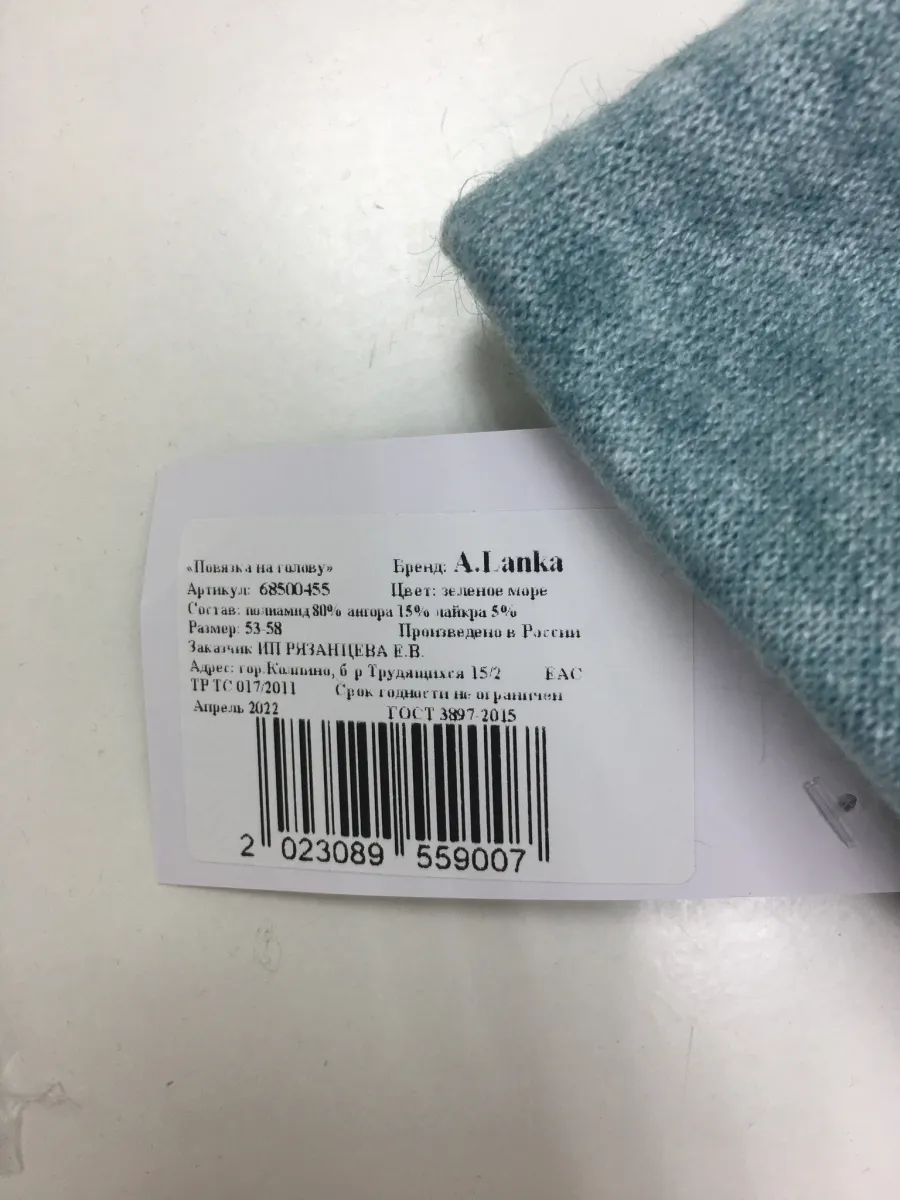 «Повязка на голову» Бренд: A.Lanka
Артикул: 68500455 Цвет: зеленое море
Состав: полиамид 80% ангора 15% лайкра 5%
Размер: 53-58 Произведено в России
Заказчик ИП РЯЗАНЦЕВА Е.В.
Адрес: гор.Колпино, б р Трудящихся 15/2 ЕАС
ТР ТС 017/2011 Срок годности не ограничен
Апрель 2022 ГОСТ 3897-2015
2 023089 559007